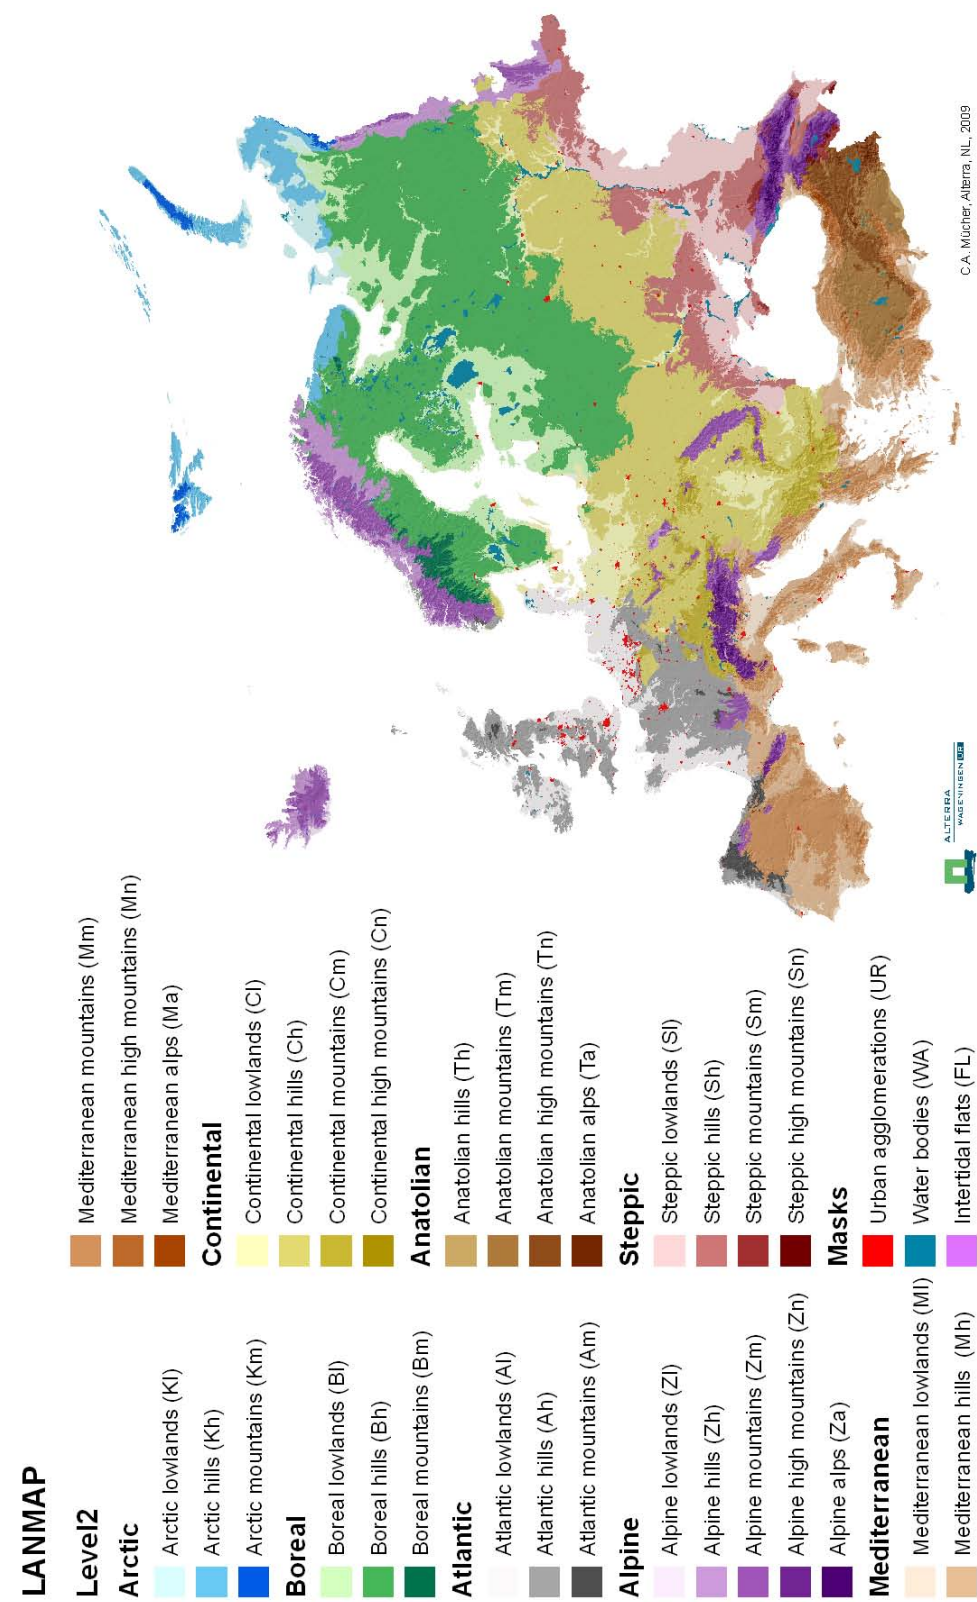 LANMAP
Level2
Arctic
Arctic lowlands (Kl)
Arctic hills (Kh)
Arctic mountains (Km)
Boreal
Boreal lowlands (Bl)
Boreal hills (Bh)
Boreal mountains (Bm)
Atlantic
Atlantic lowlands (Al)
Atlantic hills (Ah)
Atlantic mountains (Am)
Alpine
Alpine lowlands (Zl)
Alpine hills (Zh)
Alpine mountains (Zm)
Alpine high mountains (Zn)
Alpine alps (Za)
Mediterranean
Mediterranean lowlands (Ml)
Mediterranean hills (Mh)
Mediterranean mountains (Mm)
Mediterranean high mountains (Mn)
Mediterranean alps (Ma)
Continental
Continental lowlands (Cl)
Continental hills (Ch)
Continental mountains (Cm)
Continental high mountains (Cn)
Anatolian
Anatolian hills (Th)
Anatolian mountains (Tm)
Anatolian high mountains (Tn)
Anatolian alps (Ta)
Steppic
Steppic lowlands (Sl)
Steppic hills (Sh)
Steppic mountains (Sm)
Steppic high mountains (Sn)
Masks
Urban agglomerations (UR)
Water bodies (WA)
Intertidal flats (FL)
ALTERRA
WAGENINGEN UR
C.A. Mücher, Alterra, NL, 2009